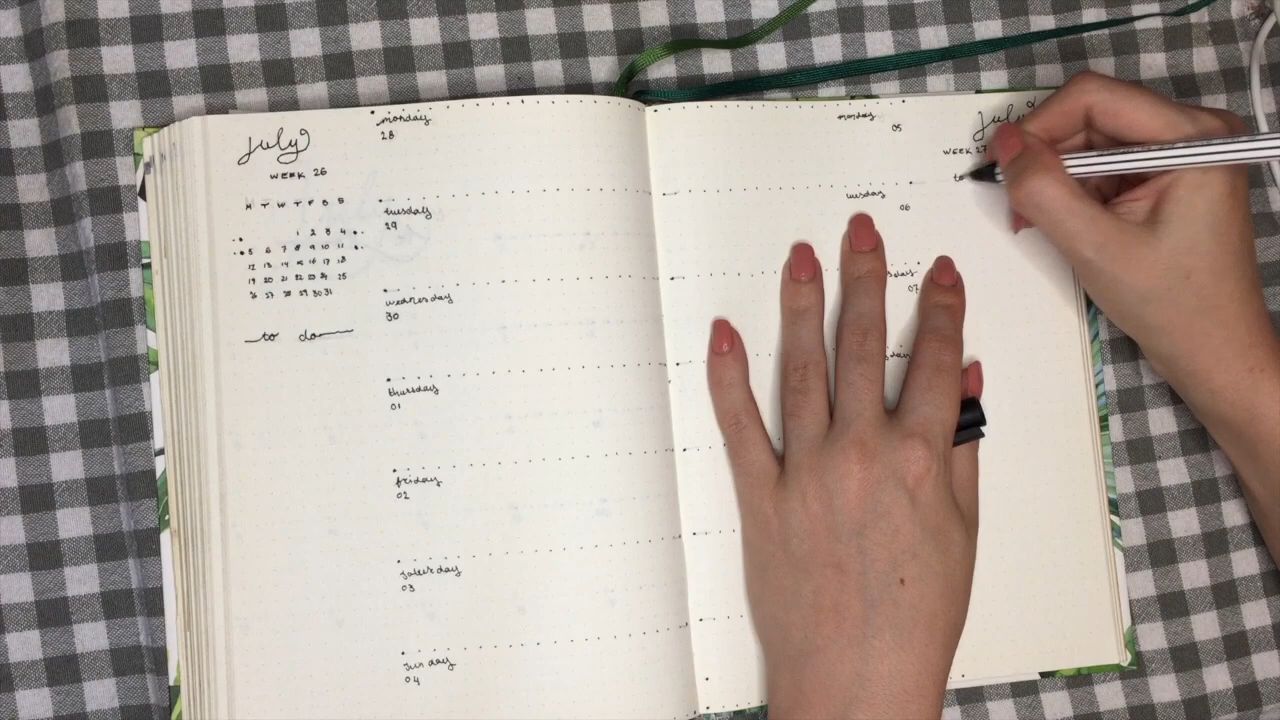 July
WEEK 26
M T W T F S S
1 2 3 4
5 6 7 8 9 10 11
12 13 14 15 16 17 18
19 20 21 22 23 24 25
26 27 28 29 30 31
to do
monday
28
tuesday
29
wednesday
30
thursday
01
friday
02
saturday
03
sunday
04
monday
05
tuesday
06
07
July
WEEK 27
to